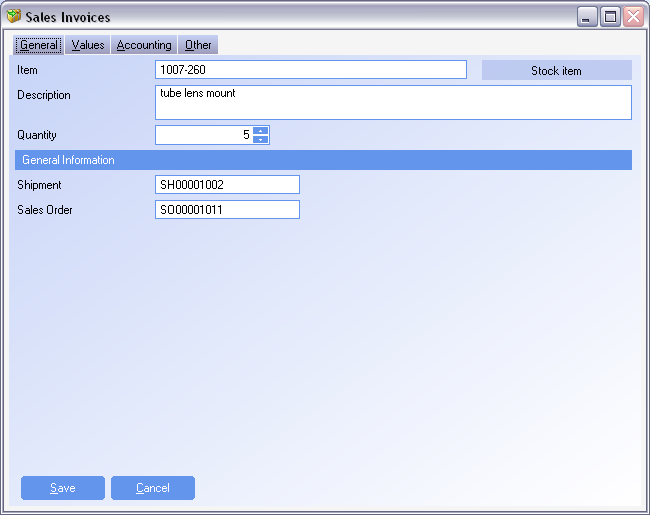 Sales Invoices
General Values Accounting Other
Item 1007-260 Stock item
Description tube lens mount
Quantity 5
General Information
Shipment SH00001002
Sales Order SO00001011
Save Cancel